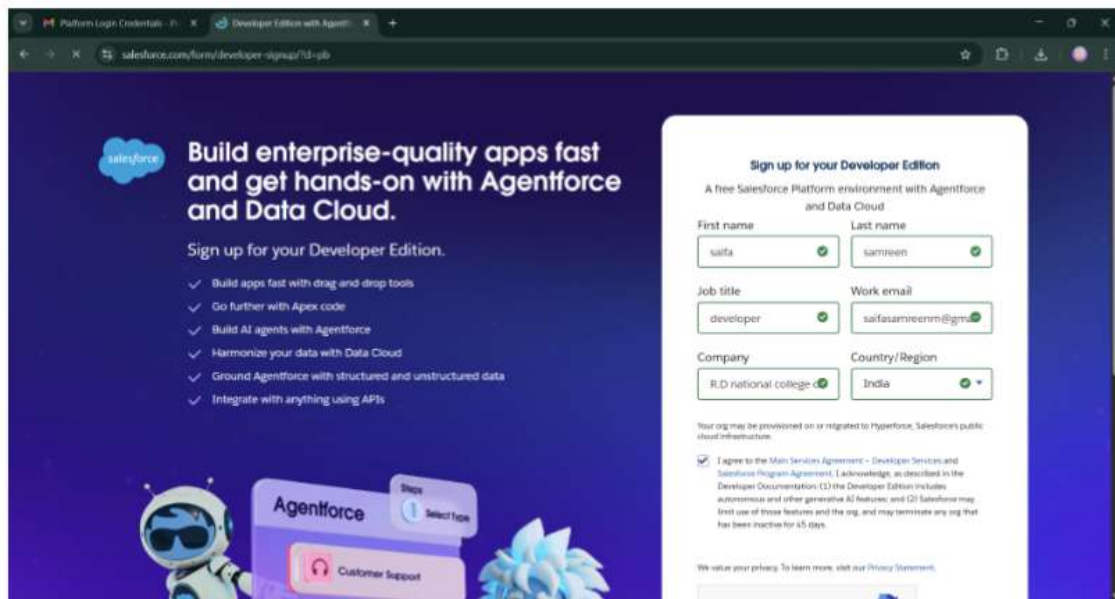 Platform Login Credentials -
Developer Edition with Agentf
salesforce.com/form/developer-signup/?d=pb
salesforce
Build enterprise-quality apps fast
and get hands-on with Agentforce
and Data Cloud.
Sign up for your Developer Edition.
Build apps fast with drag and drop tools
Go further with Apex code
Build AI agents with Agentforce
Harmonize your data with Data Cloud
Ground Agentforce with structured and unstructured data
Integrate with anything using APIs
Agentforce
Steps
1 Select Type
Customer Support
Sign up for your Developer Edition
A free Salesforce Platform environment with Agentforce
and Data Cloud
First name Last name
saifa samreen
Job title Work email
developer saifasamreenm@gma
Company Country/Region
R.D national college India
Your org may be provisioned on or migrated to Hyperforce, Salesforce's public
cloud infrastructure.
I agree to the Main Services Agreement – Developer Services and
Salesforce Program Agreement. I acknowledge, as described in the
Developer Documentation: (1) the Developer Edition includes
autonomous and other generative AI features; and (2) Salesforce may
limit use of those features and the org, and may terminate any org that
has been inactive for 45 days.
We value your privacy. To learn more, visit our Privacy Statement.